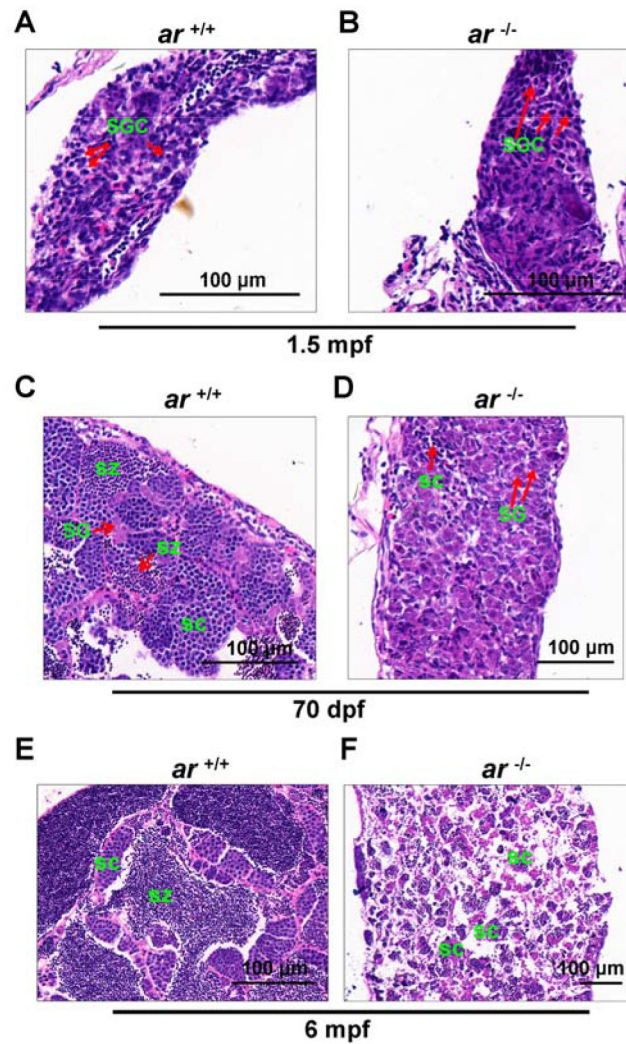 A
ar +/+
B
ar -/-
SGC
SGC
100 µm
100 µm
1.5 mpf
C
ar +/+
D
ar -/-
SZ
SG
SZ
SC
100 µm
SC
SG
100 µm
70 dpf
E
ar +/+
F
ar -/-
SC
SZ
100 µm
SC
SC
SC
100 µm
6 mpf